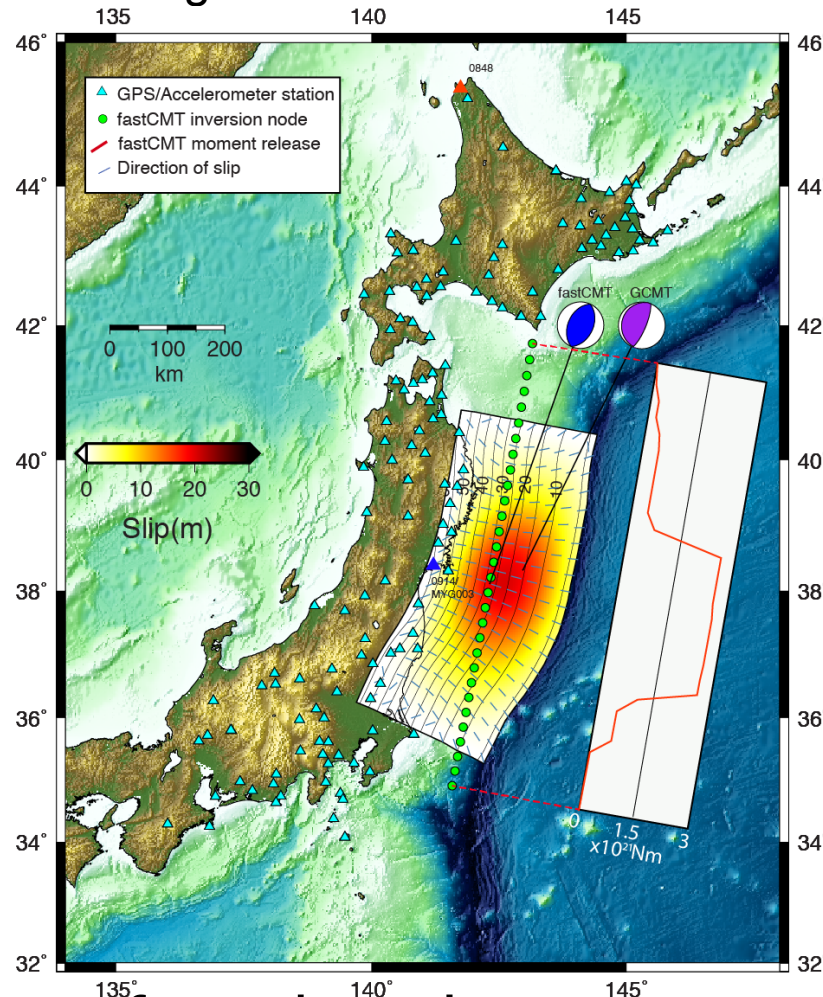 135˚ 140˚ 145˚
46˚ 46
0848
GPS/Accelerometer station
fastCMT inversion node
fastCMT moment release
Direction of slip
44˚ 44
fastCMT GCMT
42˚ 42
0 100 200
km
40˚ 40
50 40 30 20 10
0 10 20 30
Slip(m)
38˚ 38
0914/
MYG003
36˚ 36
34˚ 34
0 1.5 3
x10²¹Nm
32˚ 32
135˚ 140˚ 145˚